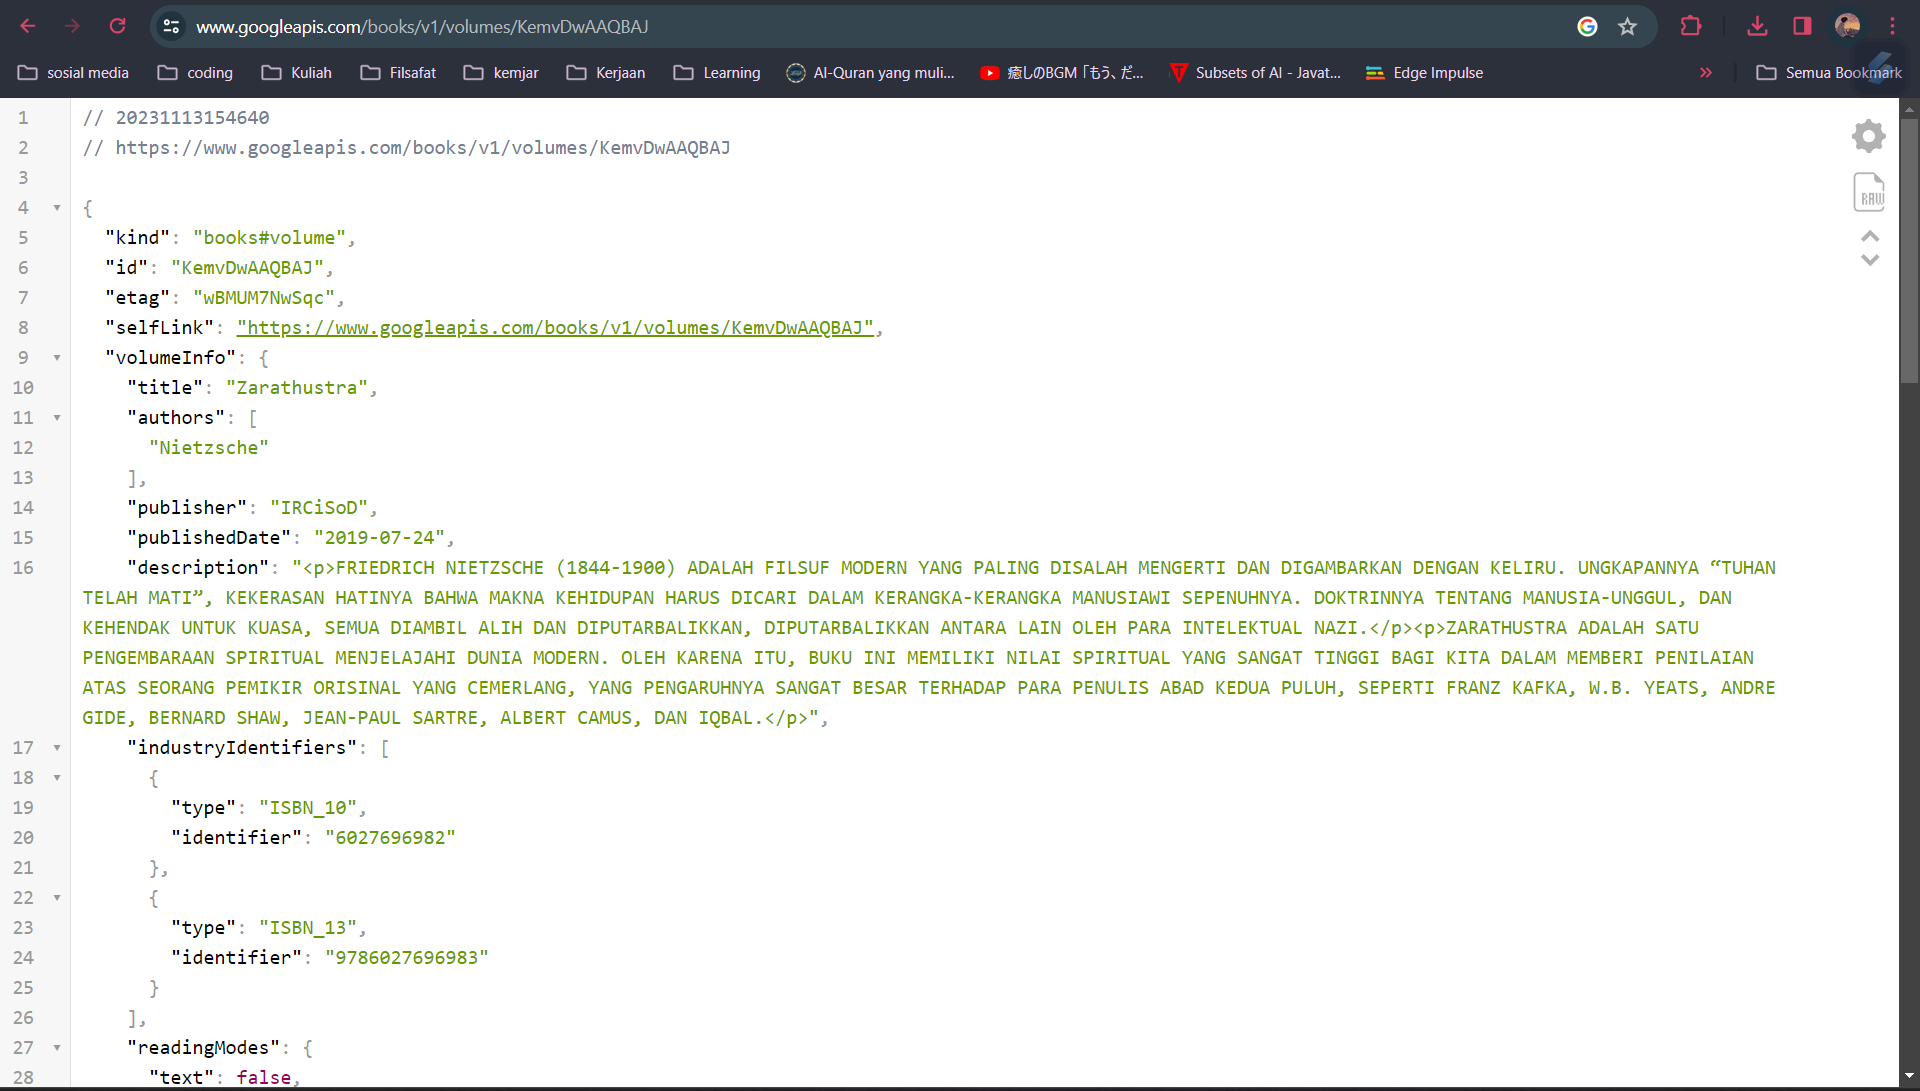 www.googleapis.com/books/v1/volumes/KemvDwAAQBAJ
sosial media
coding
Kuliah
Filsafat
kemjar
Kerjaan
Learning
Al-Quran yang muli...
癒しのBGM「もう、だ...
Subsets of AI - Javat...
Edge Impulse
Semua Bookmark
1 // 20231113154640
2 // https://www.googleapis.com/books/v1/volumes/KemvDwAAQBAJ
3
4 {
5 "kind": "books#volume",
6 "id": "KemvDwAAQBAJ",
7 "etag": "wBMUM7NwSqc",
8 "selfLink": "https://www.googleapis.com/books/v1/volumes/KemvDwAAQBAJ",
9 "volumeInfo": {
10 "title": "Zarathustra",
11 "authors": [
12 "Nietzsche"
13 ],
14 "publisher": "IRCiSoD",
15 "publishedDate": "2019-07-24",
16 "description": "<p>FRIEDRICH NIETZSCHE (1844-1900) ADALAH FILSUF MODERN YANG PALING DISALAH MENGERTI DAN DIGAMBARKAN DENGAN KELIRU. UNGKAPANNYA “TUHAN
TELAH MATI”, KEKERASAN HATINYA BAHWA MAKNA KEHIDUPAN HARUS DICARI DALAM KERANGKA-KERANGKA MANUSIAWI SEPENUHNYA. DOKTRINNYA TENTANG MANUSIA-UNGGUL, DAN
KEHENDAK UNTUK KUASA, SEMUA DIAMBIL ALIH DAN DIPUTARBALIKKAN, DIPUTARBALIKKAN ANTARA LAIN OLEH PARA INTELEKTUAL NAZI.</p><p>ZARATHUSTRA ADALAH SATU
PENGEMBARAAN SPIRITUAL MENJELAJAHI DUNIA MODERN. OLEH KARENA ITU, BUKU INI MEMILIKI NILAI SPIRITUAL YANG SANGAT TINGGI BAGI KITA DALAM MEMBERI PENILAIAN
ATAS SEORANG PEMIKIR ORISINAL YANG CEMERLANG, YANG PENGARUHNYA SANGAT BESAR TERHADAP PARA PENULIS ABAD KEDUA PULUH, SEPERTI FRANZ KAFKA, W.B. YEATS, ANDRE
GIDE, BERNARD SHAW, JEAN-PAUL SARTRE, ALBERT CAMUS, DAN IQBAL.</p>",
17 "industryIdentifiers": [
18 {
19 "type": "ISBN_10",
20 "identifier": "6027696982"
21 },
22 {
23 "type": "ISBN_13",
24 "identifier": "9786027696983"
25 }
26 ],
27 "readingModes": {
28 "text": false,
RAW